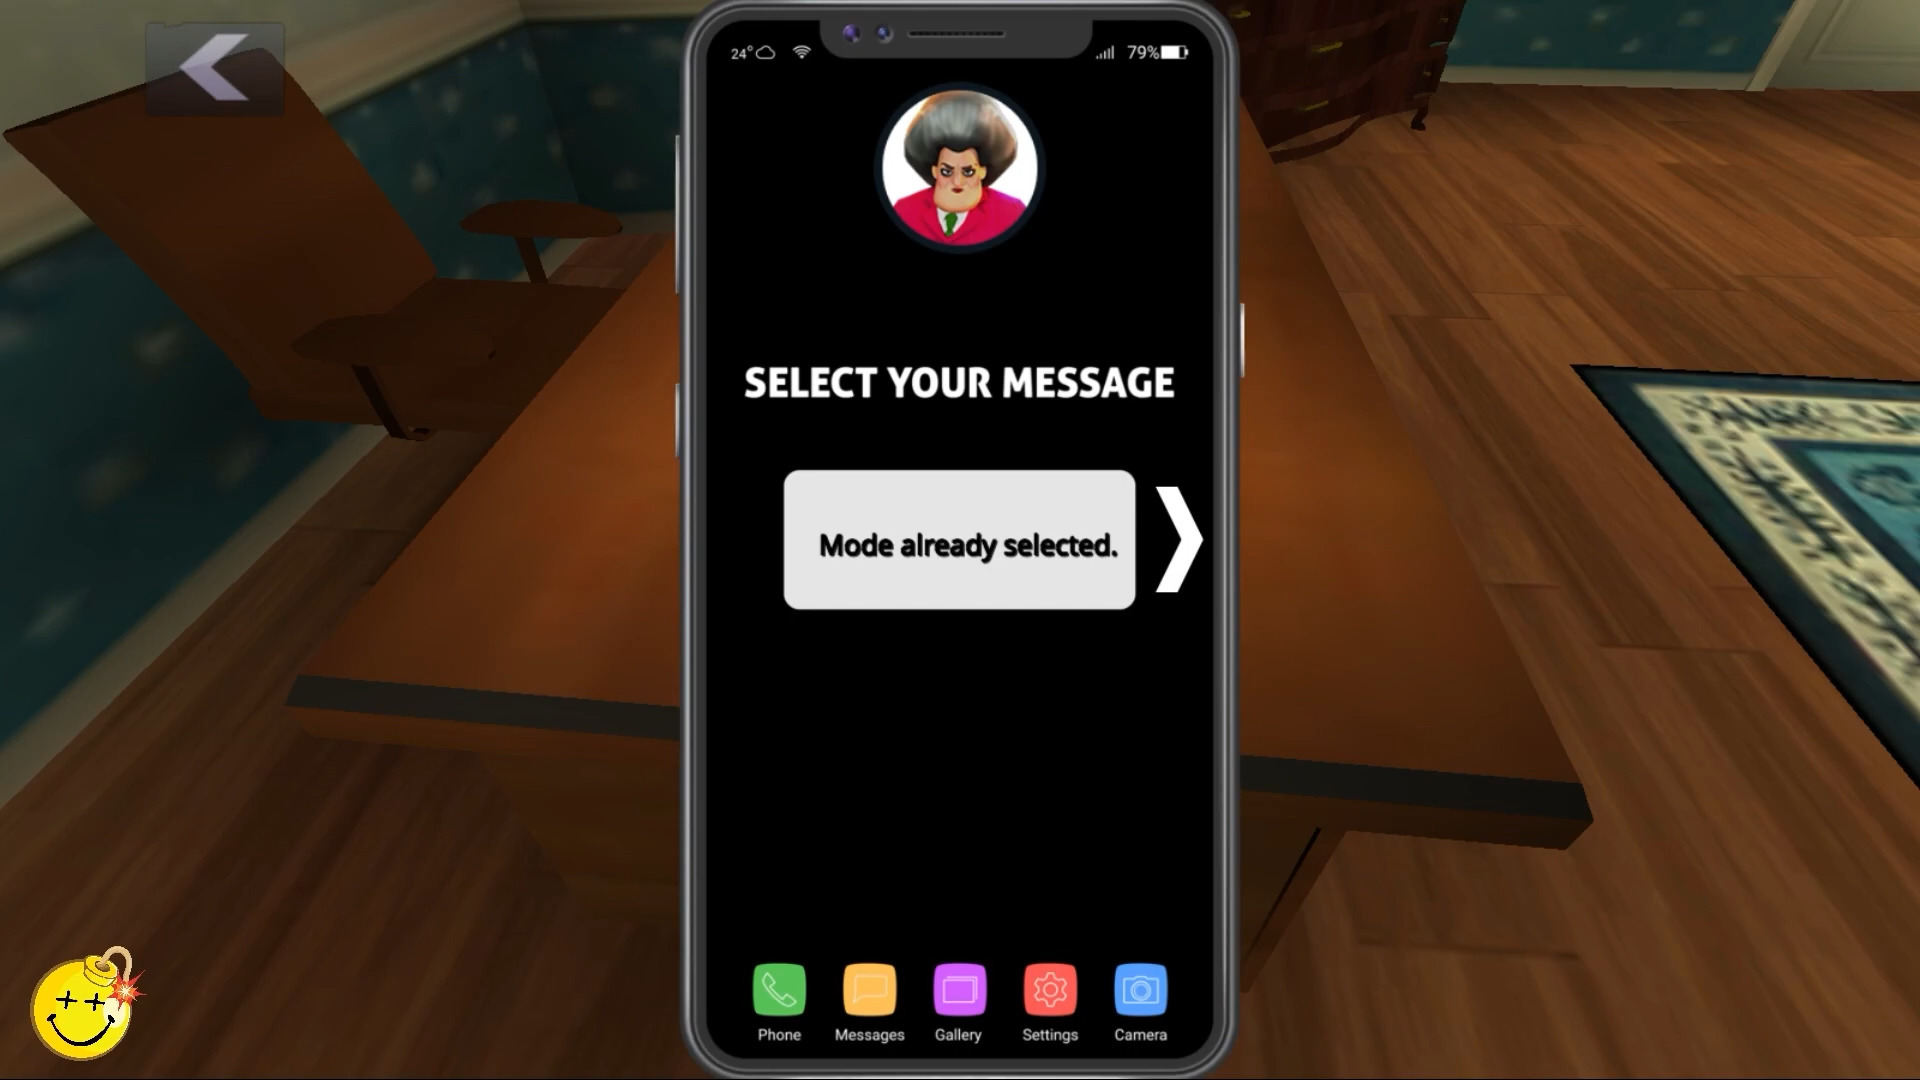 24°
79%
SELECT YOUR MESSAGE
Mode already selected.
Phone
Messages
Gallery
Settings
Camera